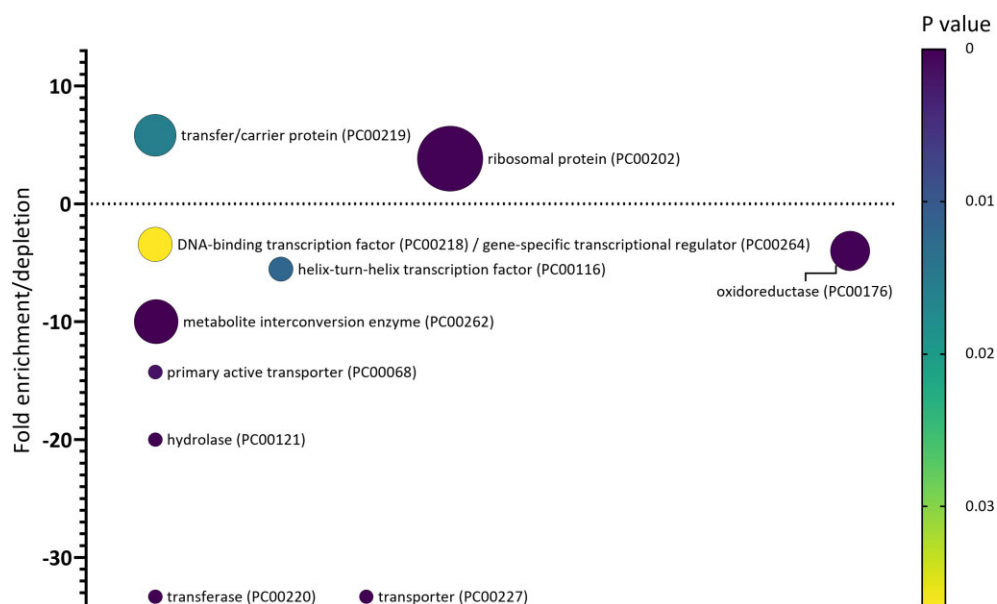 P value
0
10
transfer/carrier protein (PC00219)
ribosomal protein (PC00202)
0
0.01
DNA-binding transcription factor (PC00218) / gene-specific transcriptional regulator (PC00264)
helix-turn-helix transcription factor (PC00116)
oxidoreductase (PC00176)
-10
metabolite interconversion enzyme (PC00262)
0.02
primary active transporter (PC00068)
Fold enrichment/depletion
-20
hydrolase (PC00121)
0.03
-30
transferase (PC00220)
transporter (PC00227)